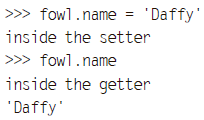 >>> fowl.name = 'Daffy'
inside the setter
>>> fowl.name
inside the getter
'Daffy'